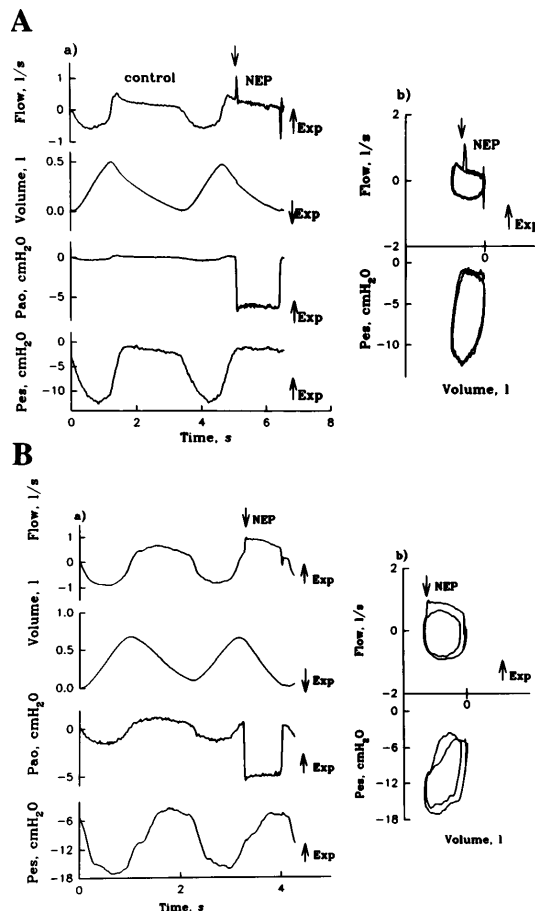 A
a)
control
NEP
Flow, l/s
1
0
-1
Exp
Volume, l
0.5
0.0
Exp
Pao, cmH2O
0
-5
Exp
Pes, cmH2O
0
-5
-10
Exp
0
2
4
6
8
Time, s
b)
NEP
Flow, l/s
2
0
-2
Exp
0
Pes, cmH2O
0
-5
-10
Volume, l
B
a)
NEP
Flow, l/s
1
0
-1
Exp
Volume, l
1.0
0.5
0.0
Exp
Pao, cmH2O
0
-5
Exp
Pes, cmH2O
-6
-12
-18
Exp
0
2
4
Time, s
b)
NEP
Flow, l/s
2
0
-2
Exp
0
Pes, cmH2O
0
-6
-12
-18
Volume, l